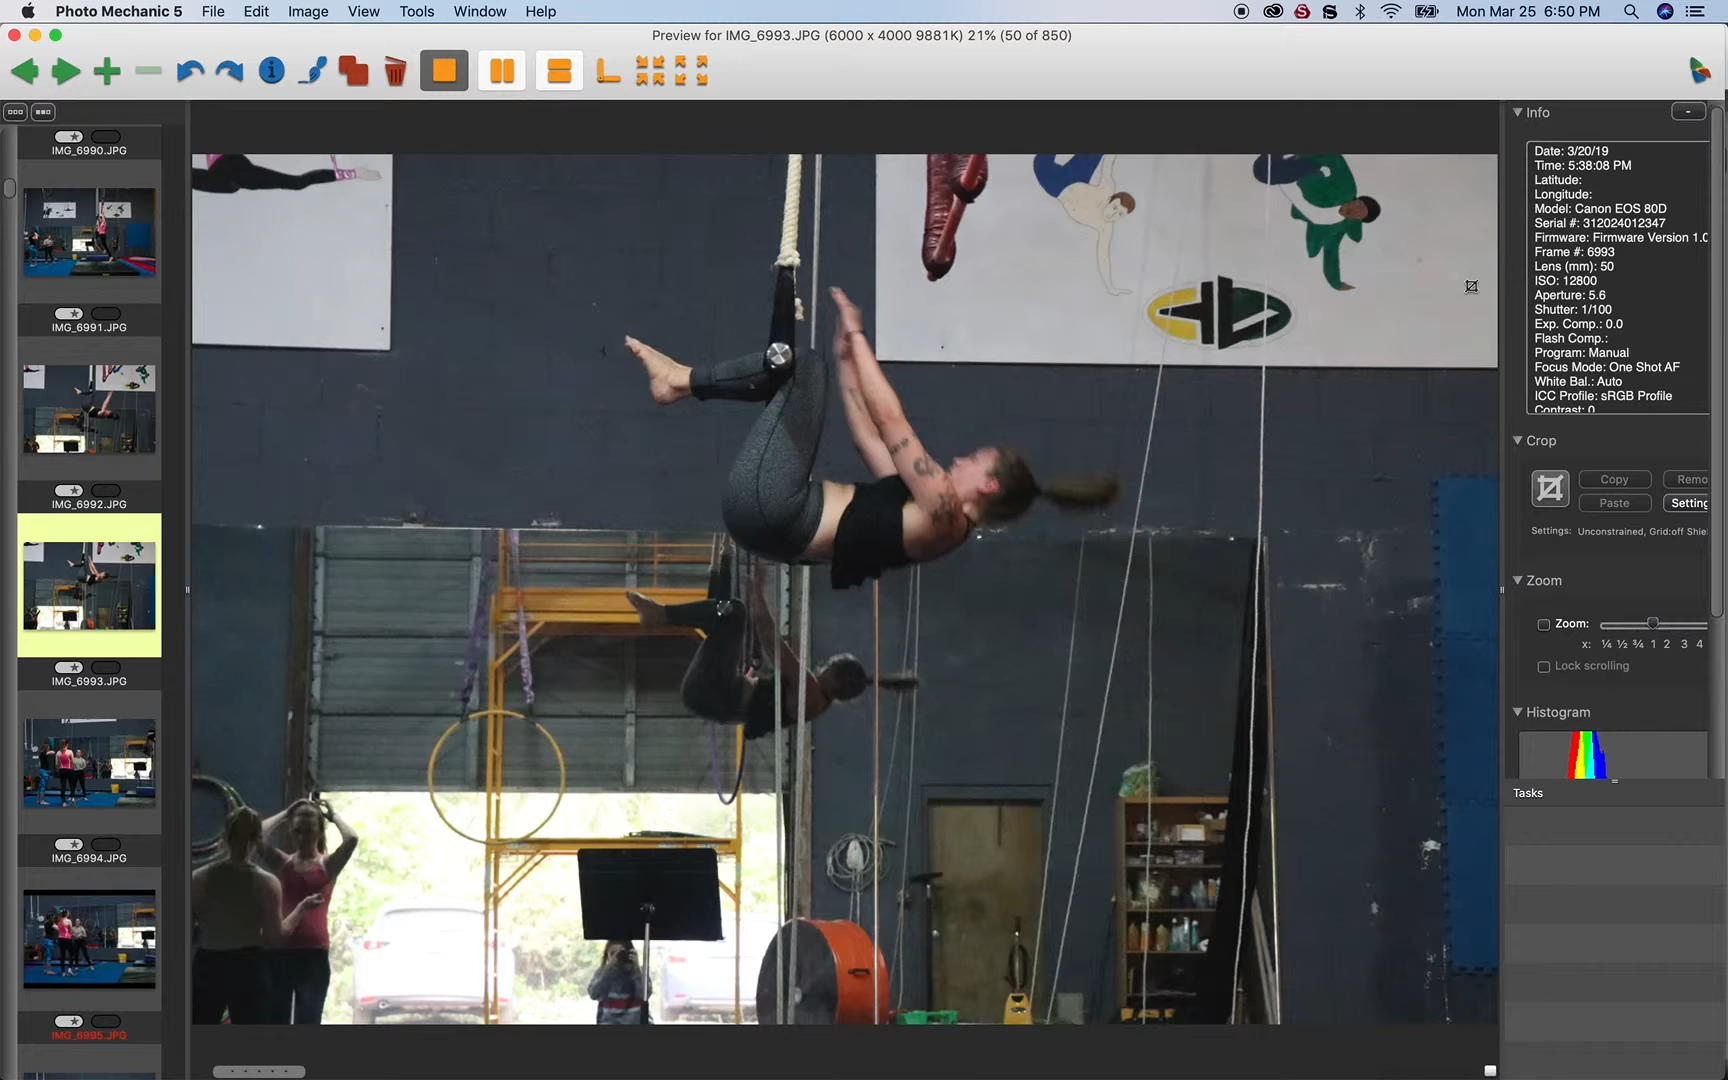 Photo Mechanic 5 File Edit Image View Tools Window Help
Mon Mar 25 6:50 PM
Preview for IMG_6993.JPG (6000 x 4000 9881K) 21% (50 of 850)
IMG_6990.JPG
IMG_6991.JPG
IMG_6992.JPG
IMG_6993.JPG
IMG_6994.JPG
IMG_6995.JPG
Info
Date: 3/20/19
Time: 5:38:08 PM
Latitude:
Longitude:
Model: Canon EOS 80D
Serial #: 312024012347
Firmware: Firmware Version 1.0
Frame #: 6993
Lens (mm): 50
ISO: 12800
Aperture: 5.6
Shutter: 1/100
Exp. Comp.: 0.0
Flash Comp.:
Program: Manual
Focus Mode: One Shot AF
White Bal.: Auto
ICC Profile: sRGB Profile
Contrast: 0
Crop
Copy Remo
Paste Setting
Settings: Unconstrained, Grid:off Shie
Zoom
Zoom:
x: ¼ ½ ¾ 1 2 3 4
Lock scrolling
Histogram
Tasks